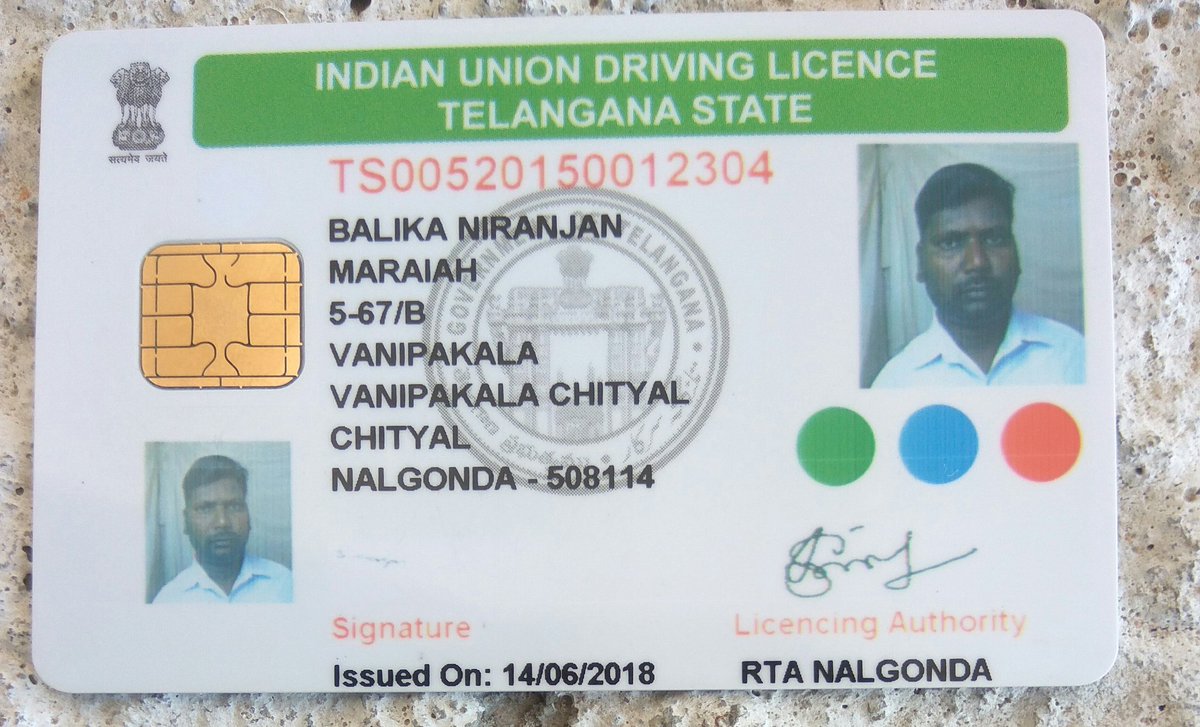 INDIAN UNION DRIVING LICENCE
TELANGANA STATE
सत्यमेव जयते
TS00520150012304
BALIKA NIRANJAN
MARAIAH
5-67/B
VANIPAKALA
VANIPAKALA CHITYAL
CHITYAL
NALGONDA - 508114
GOVERNMENT OF TELANGANA
Signature
Licencing Authority
Issued On: 14/06/2018
RTA NALGONDA